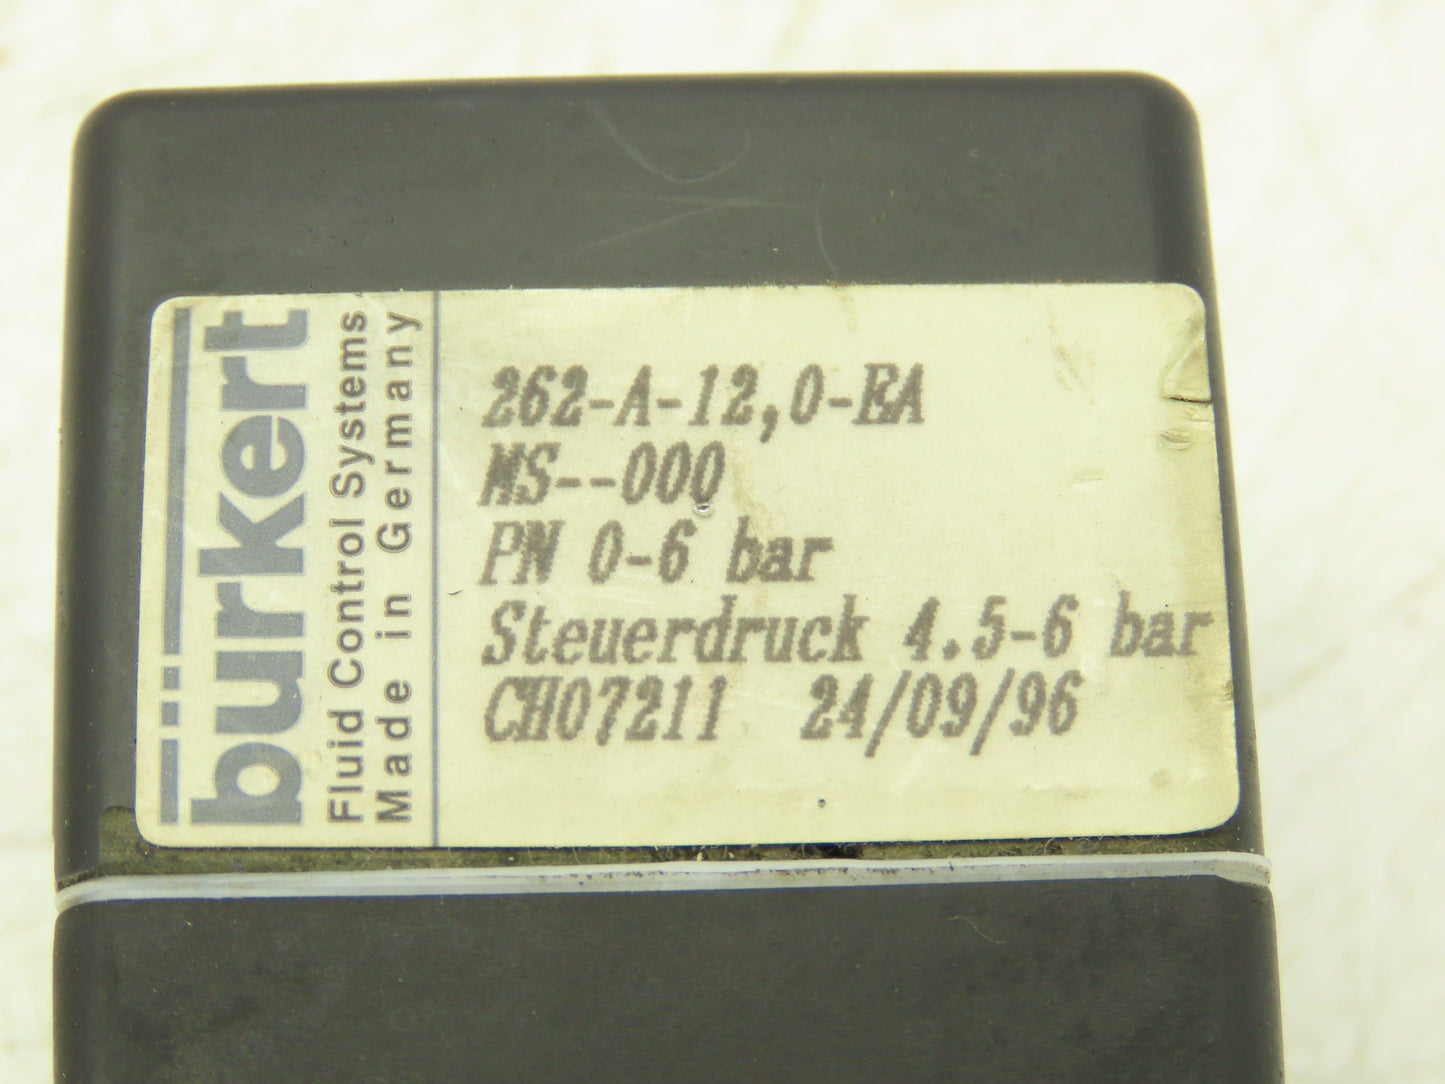 bürkert
Fluid Control Systems
Made in Germany
262-A-12,0-EA
MS--000
PN 0-6 bar
Steuerdruck 4.5-6 bar
CH07211 24/09/96